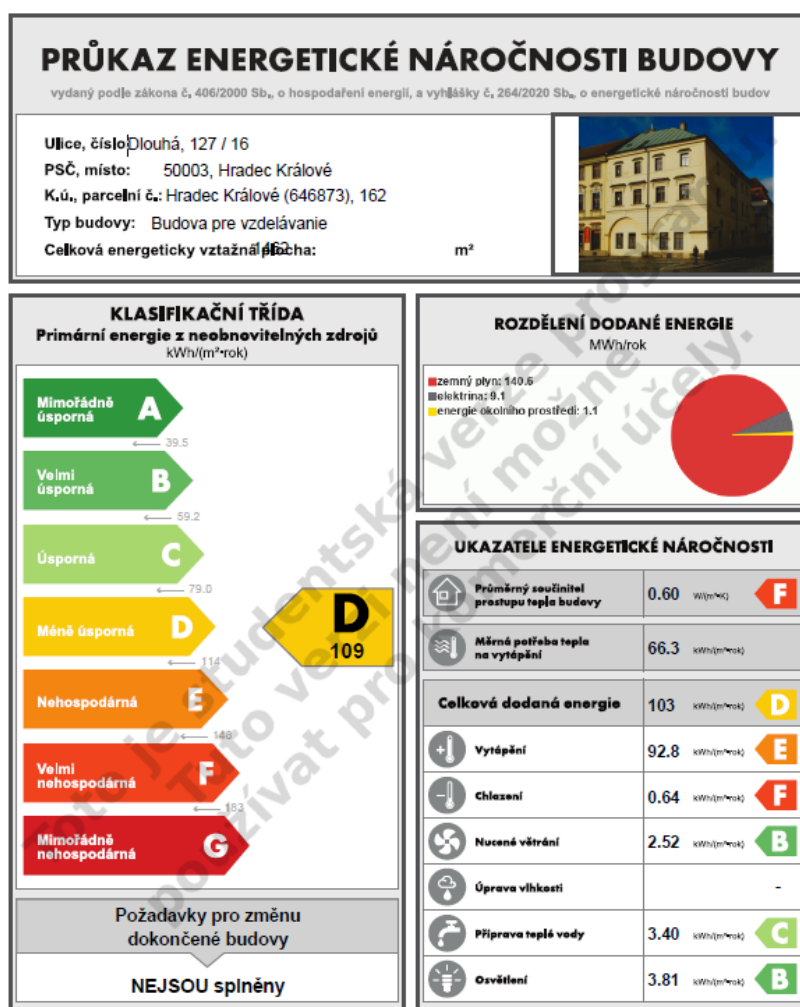 PRŮKAZ ENERGETICKÉ NÁROČNOSTI BUDOVY
vydaný podle zákona č. 406/2000 Sb., o hospodaření energií, a vyhlášky č. 264/2020 Sb., o energetické náročnosti budov
Ulice, číslo: Dlouhá, 127 / 16
PSČ, místo: 50003, Hradec Králové
K.ú., parcelní č.: Hradec Králové (646873), 162
Typ budovy: Budova pre vzdelávanie
Celková energeticky vztažná plocha: 1462 m²
KLASIFIKAČNÍ TŘÍDA
Primární energie z neobnovitelných zdrojů
kWh/(m²•rok)
Mimořádně úsporná A
39.5
Velmi úsporná B
59.2
Úsporná C
79.0
Méně úsporná D
114
Nehospodárná E
148
Velmi nehospodárná F
183
Mimořádně nehospodárná G
D
109
Požadavky pro změnu
dokončené budovy
NEJSOU splněny
ROZDĚLENÍ DODANÉ ENERGIE
MWh/rok
zemný plyn: 140.6
elektrina: 9.1
energie okolního prostředí: 1.1
UKAZATELE ENERGETICKÉ NÁROČNOSTI
Průměrný součinitel prostupu tepla budovy 0.60 W/(m²•K) F
Měrná potřeba tepla na vytápění 66.3 kWh/(m²•rok)
Celková dodaná energie 103 kWh/(m²•rok) D
Vytápění 92.8 kWh/(m²•rok) E
Chlazení 0.64 kWh/(m²•rok) F
Nucené větrání 2.52 kWh/(m²•rok) B
Úprava vlhkosti -
Příprava teplé vody 3.40 kWh/(m²•rok) C
Osvětlení 3.81 kWh/(m²•rok) B
Toto je studentská verze programu.
Tuto verzi není možné
používat pro komerční účely.